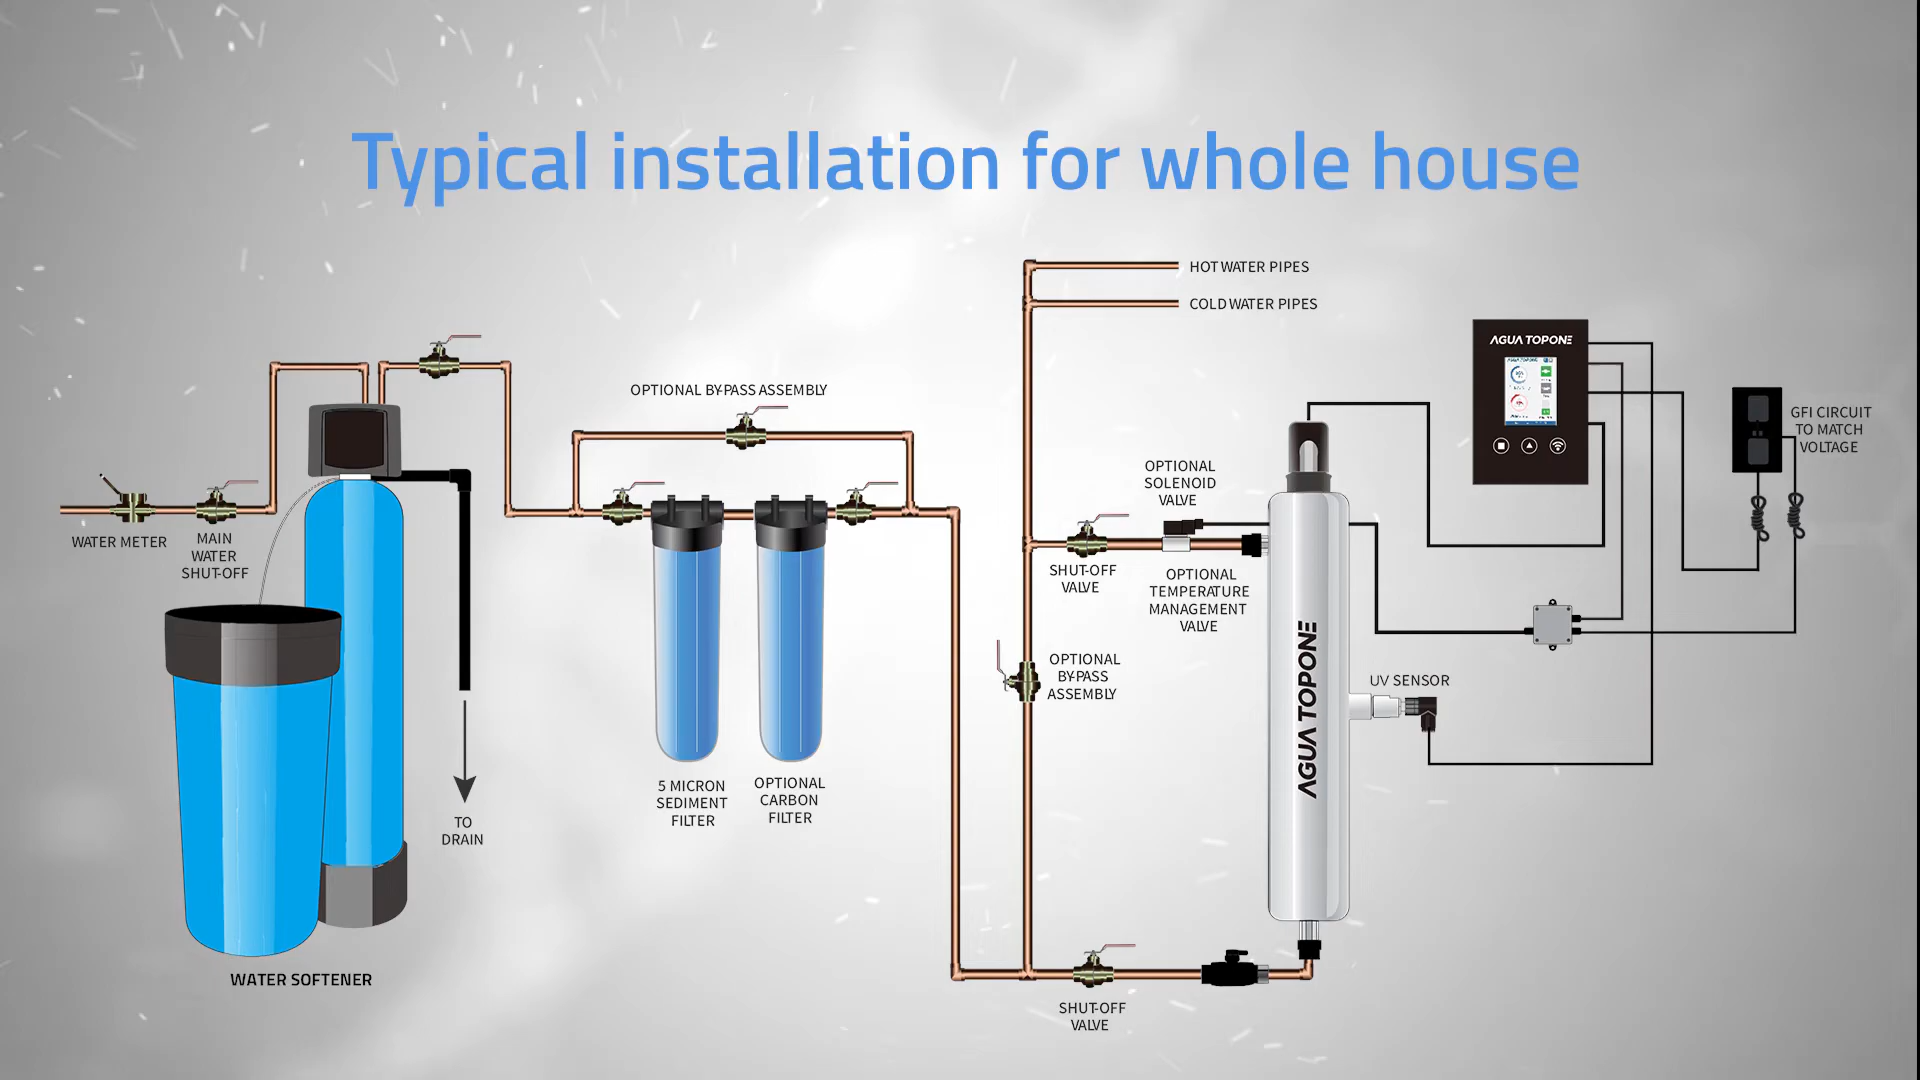 Typical installation for whole house
HOT WATER PIPES
COLD WATER PIPES
AGUA TOPONE
AGUA TOPONE
GFI CIRCUIT
TO MATCH
VOLTAGE
OPTIONAL BY-PASS ASSEMBLY
OPTIONAL
SOLENOID
VALVE
WATER METER
MAIN
WATER
SHUT-OFF
SHUT-OFF
VALVE
OPTIONAL
TEMPERATURE
MANAGEMENT
VALVE
OPTIONAL
BY-PASS
ASSEMBLY
UV SENSOR
AGUA TOPONE
5 MICRON
SEDIMENT
FILTER
OPTIONAL
CARBON
FILTER
TO
DRAIN
WATER SOFTENER
SHUT-OFF
VALVE